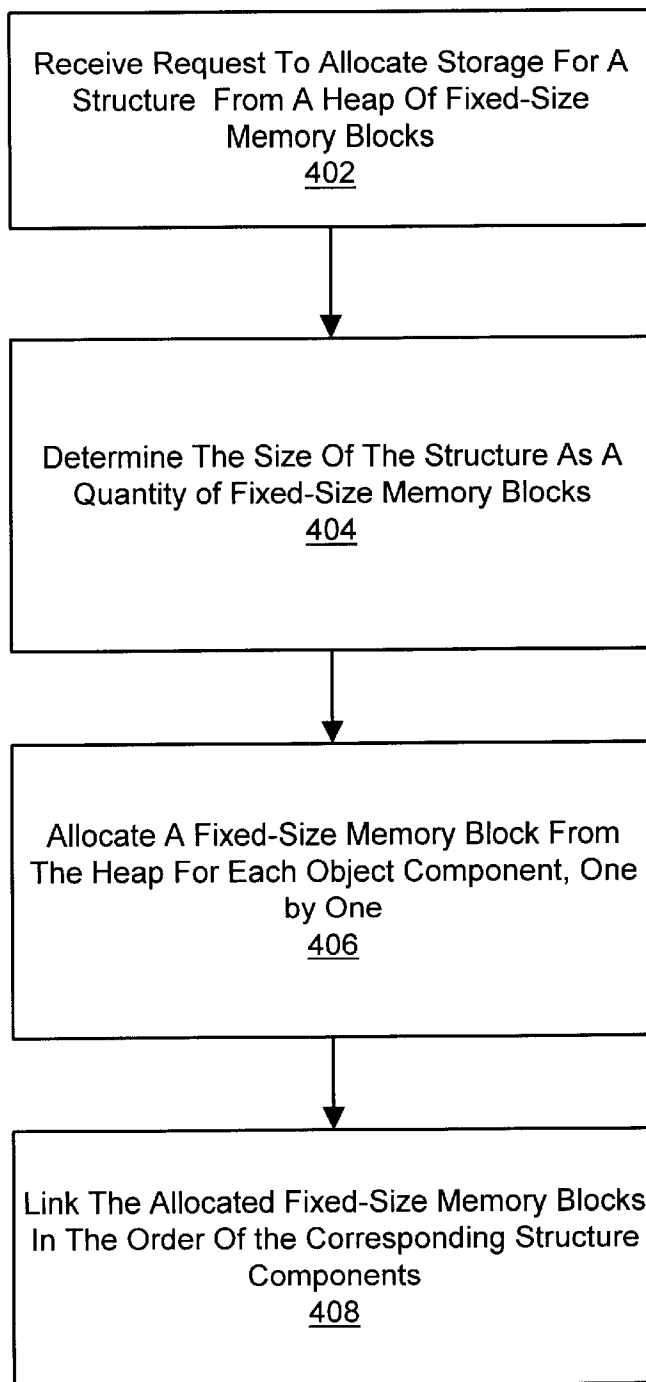 Receive Request To Allocate Storage For A
Structure From A Heap Of Fixed-Size
Memory Blocks
402
Determine The Size Of The Structure As A
Quantity of Fixed-Size Memory Blocks
404
Allocate A Fixed-Size Memory Block From
The Heap For Each Object Component, One
by One
406
Link The Allocated Fixed-Size Memory Blocks
In The Order Of the Corresponding Structure
Components
408